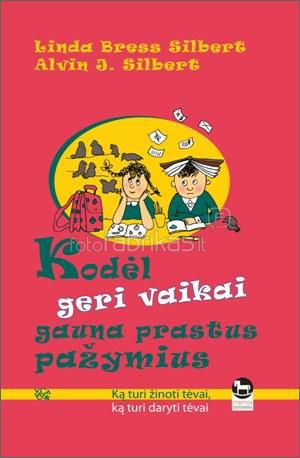 Linda Bress Silbert
Alvin J. Silbert
fotofabrikas.lt
Kodėl
geri vaikai
gauna prastus
pažymius
Ką turi žinoti tėvai,
ką turi daryti tėvai